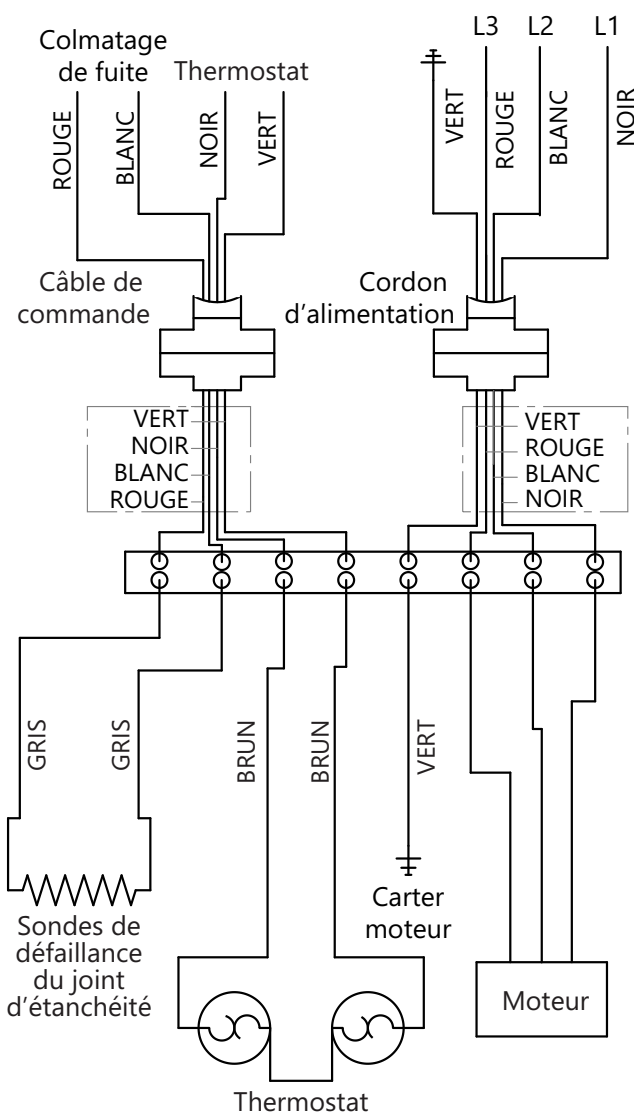 Colmatage
de fuite
Thermostat
L3
L2
L1
ROUGE
BLANC
NOIR
VERT
VERT
ROUGE
BLANC
NOIR
Câble de
commande
Cordon
d'alimentation
VERT
NOIR
BLANC
ROUGE
VERT
ROUGE
BLANC
NOIR
GRIS
GRIS
BRUN
BRUN
VERT
Sondes de
défaillance
du joint
d'étanchéité
Carter
moteur
Moteur
Thermostat